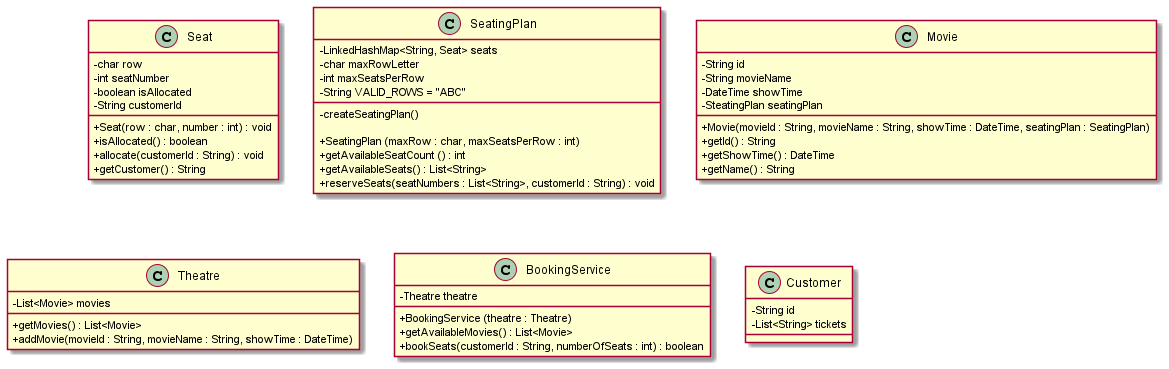 C Seat
-char row
-int seatNumber
-boolean isAllocated
-String customerId
+Seat(row : char, number : int) : void
+isAllocated() : boolean
+allocate(customerId : String) : void
+getCustomer() : String
C SeatingPlan
-LinkedHashMap<String, Seat> seats
-char maxRowLetter
-int maxSeatsPerRow
-String VALID_ROWS = "ABC"
-createSeatingPlan()
+SeatingPlan (maxRow : char, maxSeatsPerRow : int)
+getAvailableSeatCount () : int
+getAvailableSeats() : List<String>
+reserveSeats(seatNumbers : List<String>, customerId : String) : void
C Movie
-String id
-String movieName
-DateTime showTime
-SteatingPlan seatingPlan
+Movie(movieId : String, movieName : String, showTime : DateTime, seatingPlan : SeatingPlan)
+getId() : String
+getShowTime() : DateTime
+getName() : String
C Theatre
-List<Movie> movies
+getMovies() : List<Movie>
+addMovie(movieId : String, movieName : String, showTime : DateTime)
C BookingService
-Theatre theatre
+BookingService (theatre : Theatre)
+getAvailableMovies() : List<Movie>
+bookSeats(customerId : String, numberOfSeats : int) : boolean
C Customer
-String id
-List<String> tickets